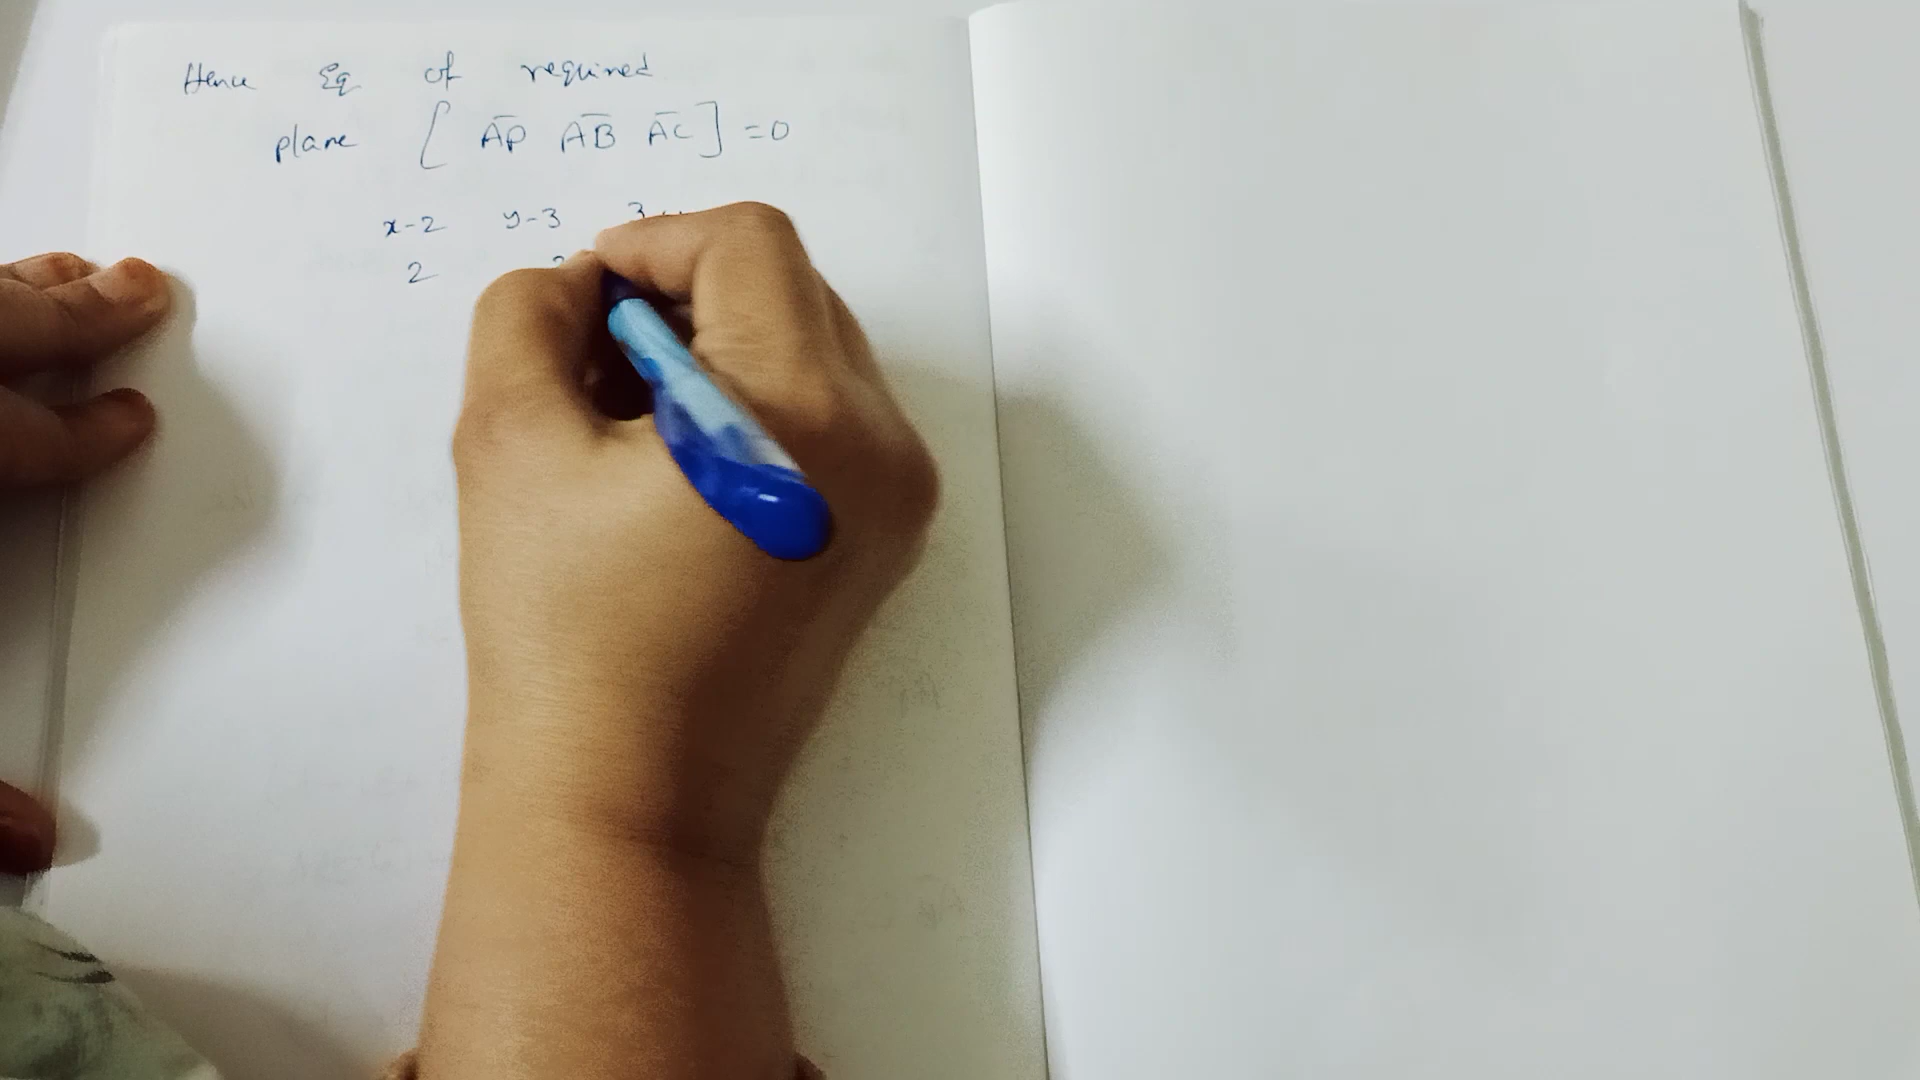 Hence Eq of required
plane [ AP AB AC ] =0
x-2 y-3
2